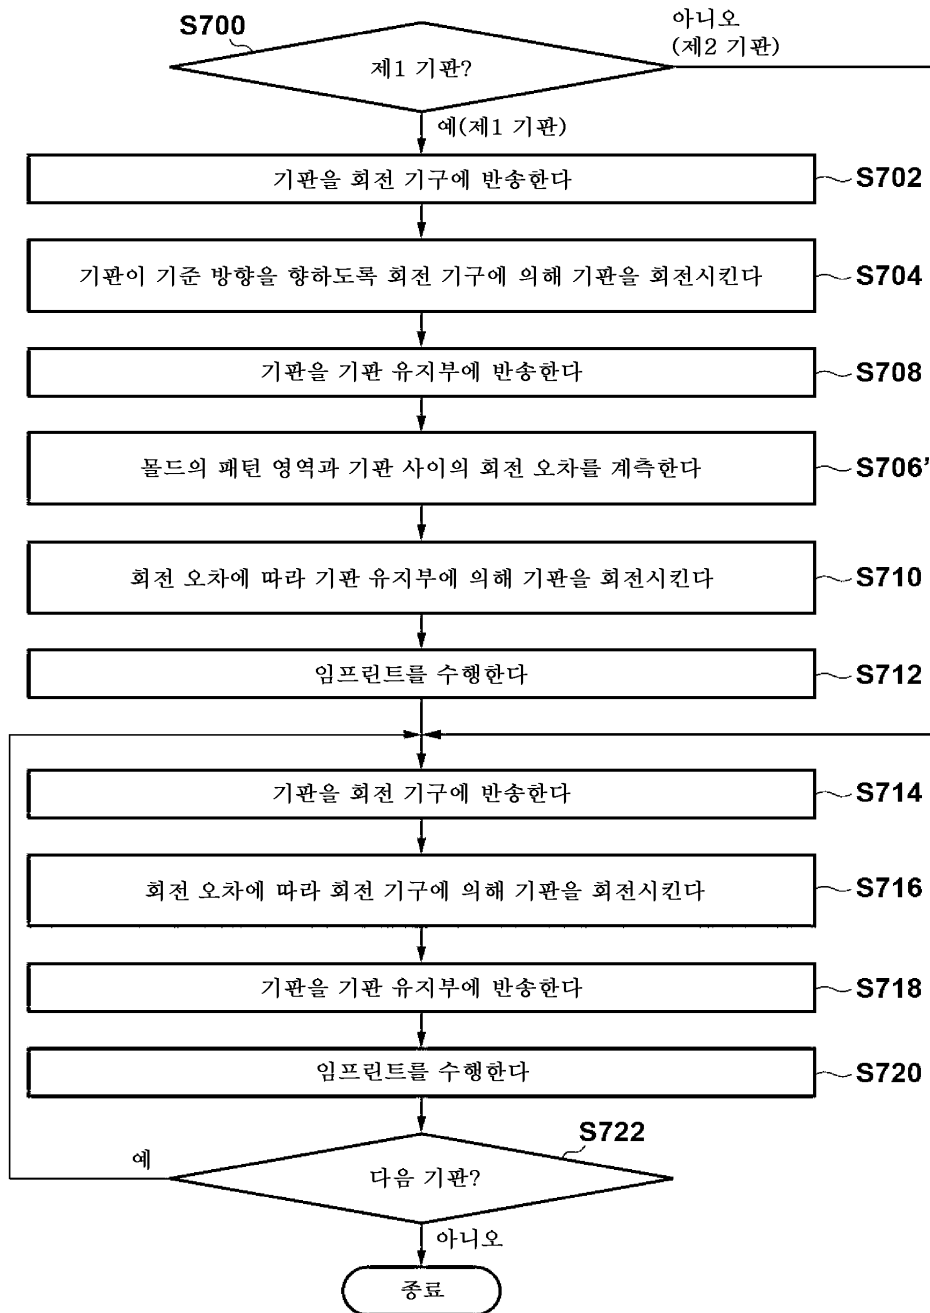 S700
제1 기판?
아니오
(제2 기판)
예(제1 기판)
기판을 회전 기구에 반송한다
S702
기판이 기준 방향을 향하도록 회전 기구에 의해 기판을 회전시킨다
S704
기판을 기판 유지부에 반송한다
S708
몰드의 패턴 영역과 기판 사이의 회전 오차를 계측한다
S706'
회전 오차에 따라 기판 유지부에 의해 기판을 회전시킨다
S710
임프린트를 수행한다
S712
기판을 회전 기구에 반송한다
S714
회전 오차에 따라 회전 기구에 의해 기판을 회전시킨다
S716
기판을 기판 유지부에 반송한다
S718
임프린트를 수행한다
S720
S722
예
다음 기판?
아니오
종료